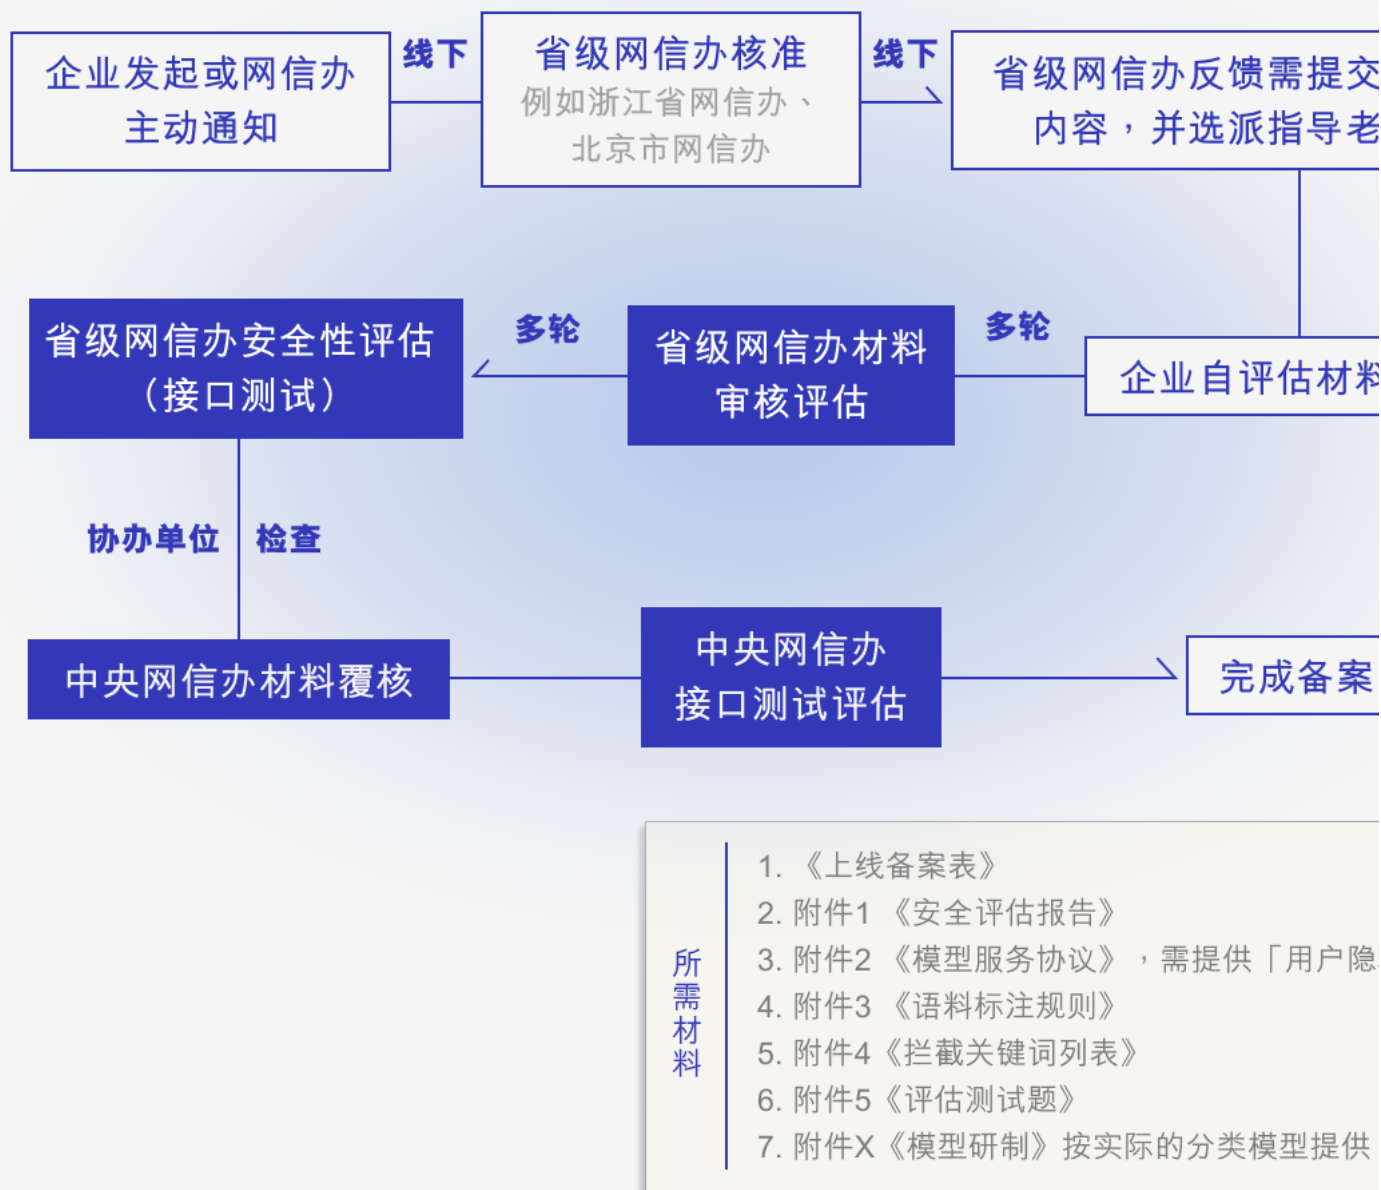 企业发起或网信办
主动通知
线下
省级网信办核准
例如浙江省网信办、
北京市网信办
线下
省级网信办反馈需提交
内容，并选派指导老
省级网信办安全性评估
（接口测试）
多轮
省级网信办材料
审核评估
多轮
企业自评估材料
协办单位 检查
中央网信办材料覆核
中央网信办
接口测试评估
完成备案
所需材料
1. 《上线备案表》
2. 附件1 《安全评估报告》
3. 附件2 《模型服务协议》，需提供「用户隐
4. 附件3 《语料标注规则》
5. 附件4《拦截关键词列表》
6. 附件5《评估测试题》
7. 附件X《模型研制》按实际的分类模型提供